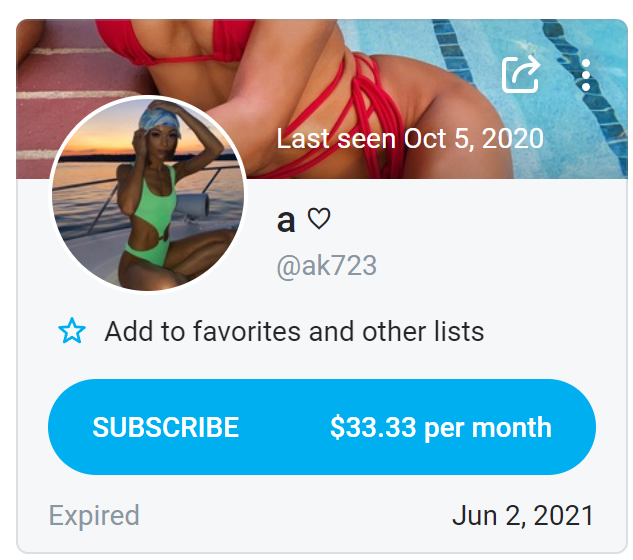 Last seen Oct 5, 2020
a ♡
@ak723
Add to favorites and other lists
SUBSCRIBE $33.33 per month
Expired Jun 2, 2021